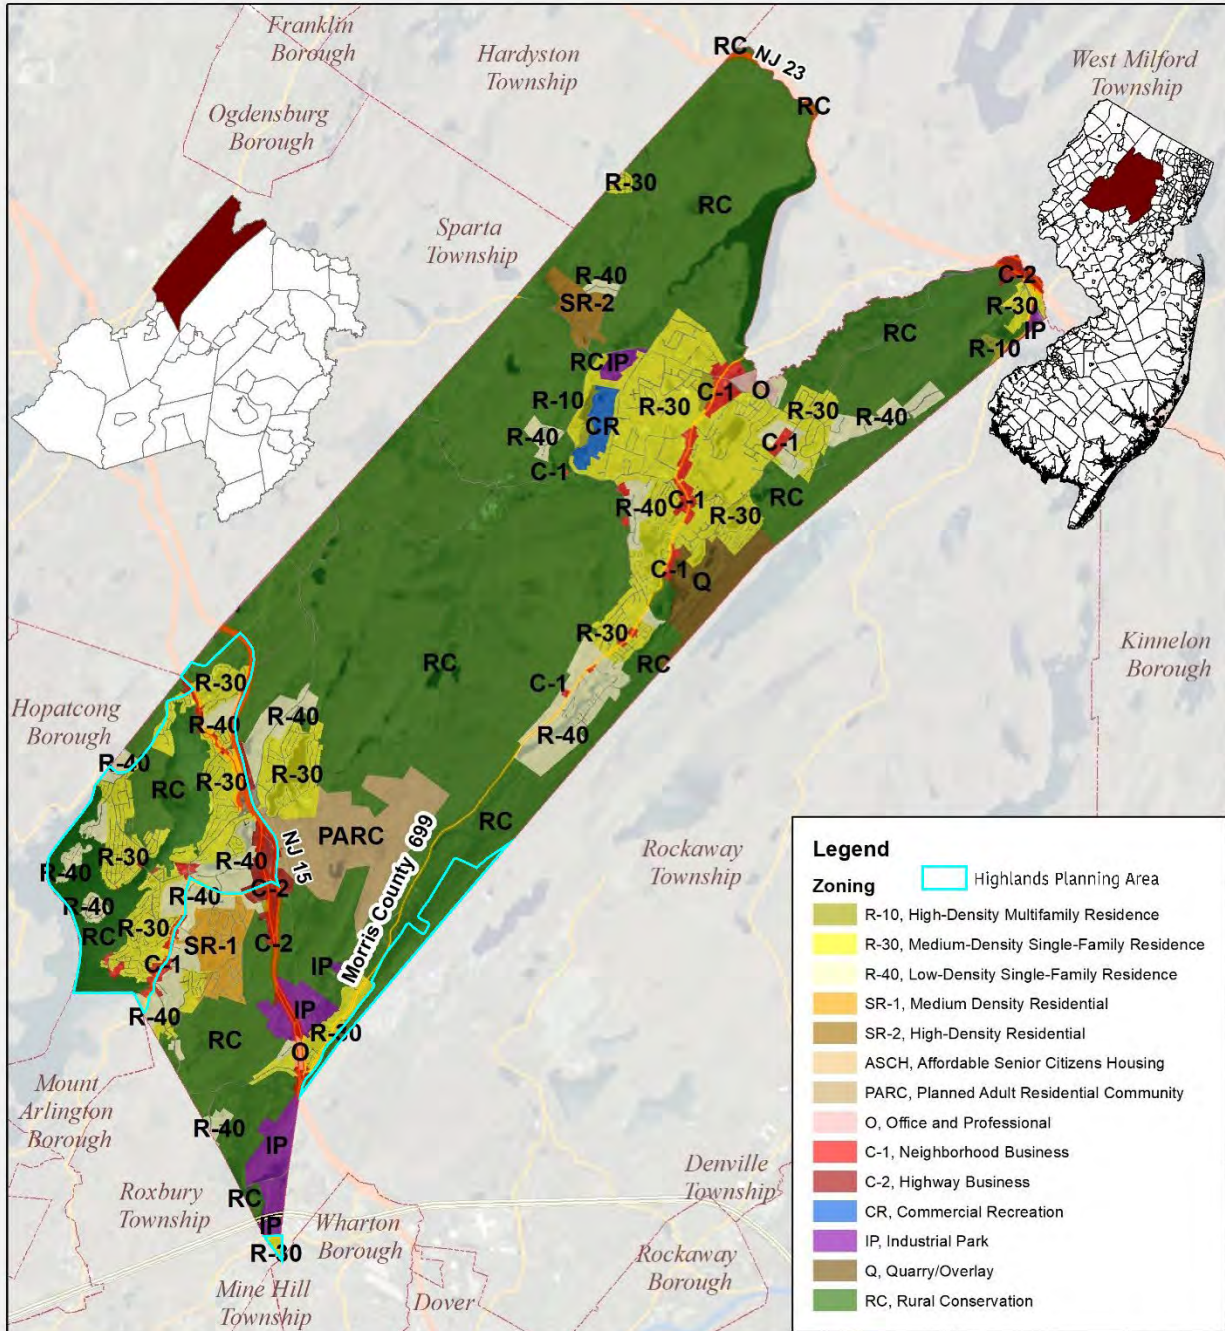 Franklin
Borough
Hardyston
Township
RC
NJ 23
West Milford
Township
RC
Ogdensburg
Borough
R-30
RC
Sparta
Township
R-40
SR-2
C-2
R-30
RC
IP
R-10
RC
IP
C-1
O
R-10
R-30
R-30
R-40
CR
R-40
C-1
C-1
RC
R-40
C-1
R-30
C-1
Q
R-30
RC
RC
Kinnelon
Borough
R-30
C-1
Hopatcong
Borough
R-40
R-40
R-40
R-40
RC
R-30
R-30
PARC
NJ 15
Morris County 699
RC
R-30
R-40
R-40
C-2
R-40
R-40
Rockaway
Township
RC
R-30
SR-1
C-2
C-1
IP
R-40
IP
R-30
RC
O
Mount
Arlington
Borough
R-40
IP
Denville
Township
Roxbury
Township
RC
IP
Wharton
Borough
R-30
Rockaway
Borough
Mine Hill
Township
Dover
Legend
Zoning
Highlands Planning Area
R-10, High-Density Multifamily Residence
R-30, Medium-Density Single-Family Residence
R-40, Low-Density Single-Family Residence
SR-1, Medium Density Residential
SR-2, High-Density Residential
ASCH, Affordable Senior Citizens Housing
PARC, Planned Adult Residential Community
O, Office and Professional
C-1, Neighborhood Business
C-2, Highway Business
CR, Commercial Recreation
IP, Industrial Park
Q, Quarry/Overlay
RC, Rural Conservation